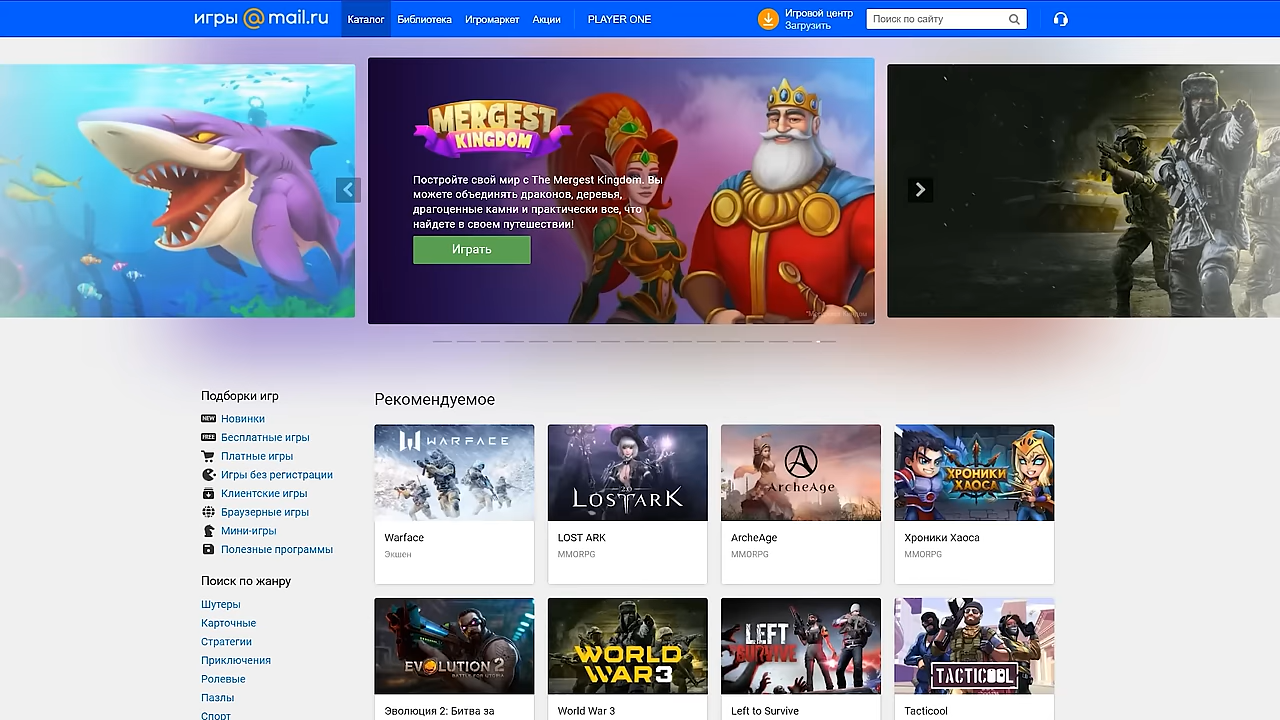 игры @mail.ru
Каталог
Библиотека
Игромаркет
Акции
PLAYER ONE
Игровой центр
Загрузить
Поиск по сайту
MERGEST
KINGDOM
Постройте свой мир с The Mergest Kingdom. Вы
можете объединять драконов, деревья,
драгоценные камни и практически все, что
найдете в своем путешествии!
Играть
Подборки игр
NEW Новинки
FREE Бесплатные игры
Платные игры
Игры без регистрации
Клиентские игры
Браузерные игры
Мини-игры
Полезные программы
Поиск по жанру
Шутеры
Карточные
Стратегии
Приключения
Ролевые
Пазлы
Спорт
Рекомендуемое
WARFACE
Warface
Экшен
LOST ARK
LOST ARK
MMORPG
ArcheAge
ArcheAge
MMORPG
ХРОНИКИ
ХАОСА
Хроники Хаоса
MMORPG
EVOLUTION 2
BATTLE FOR UTOPIA
Эволюция 2: Битва за
WORLD
WAR 3
World War 3
LEFT
TO SURVIVE
Left to Survive
TACTICOOL
Tacticool